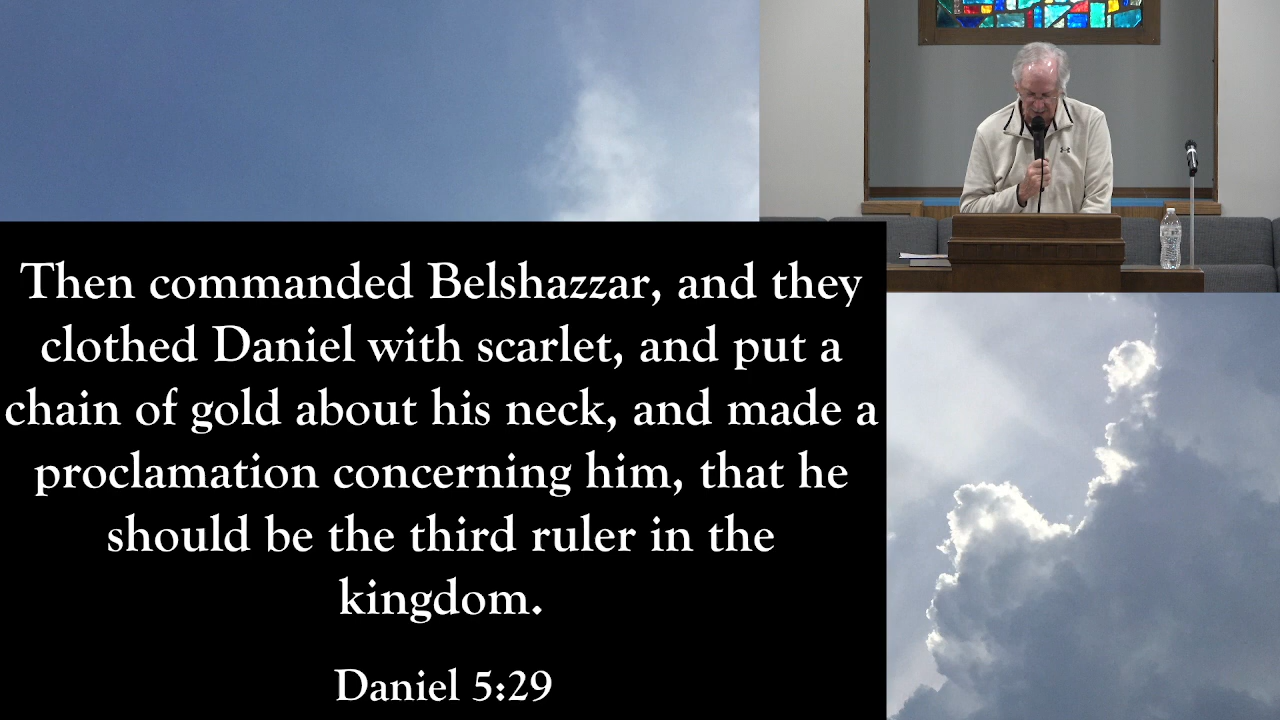 Then commanded Belshazzar, and they
clothed Daniel with scarlet, and put a
chain of gold about his neck, and made a
proclamation concerning him, that he
should be the third ruler in the
kingdom.
Daniel 5:29